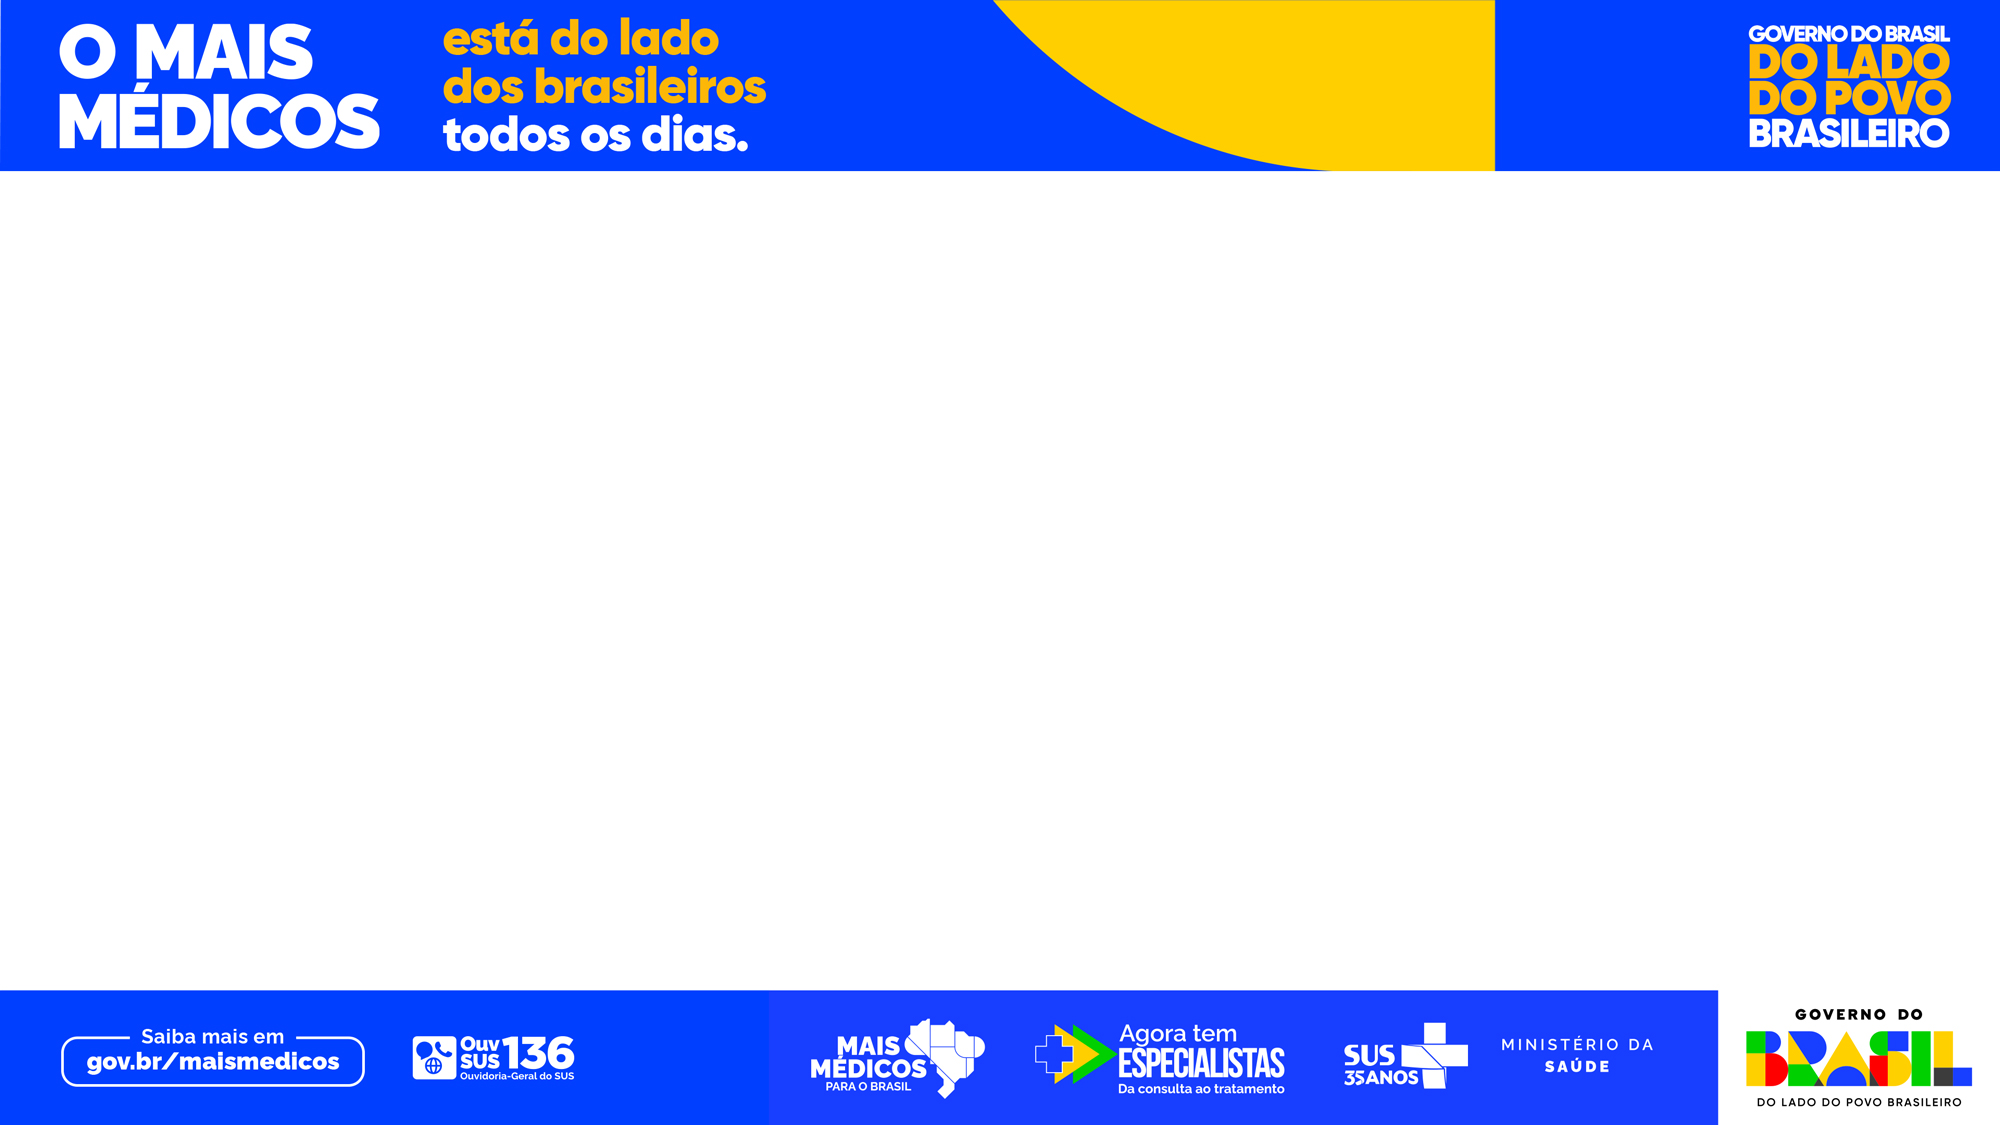 O MAIS
MÉDICOS
está do lado
dos brasileiros
todos os dias.
GOVERNO DO BRASIL
DO LADO
DO POVO
BRASILEIRO
Saiba mais em
gov.br/maismedicos
Ouv
SUS
136
Ouvidoria-Geral do SUS
MAIS
MÉDICOS
PARA O BRASIL
Agora tem
ESPECIALISTAS
Da consulta ao tratamento
SUS
35ANOS
MINISTÉRIO DA
SAÚDE
GOVERNO DO
BRASIL
DO LADO DO POVO BRASILEIRO